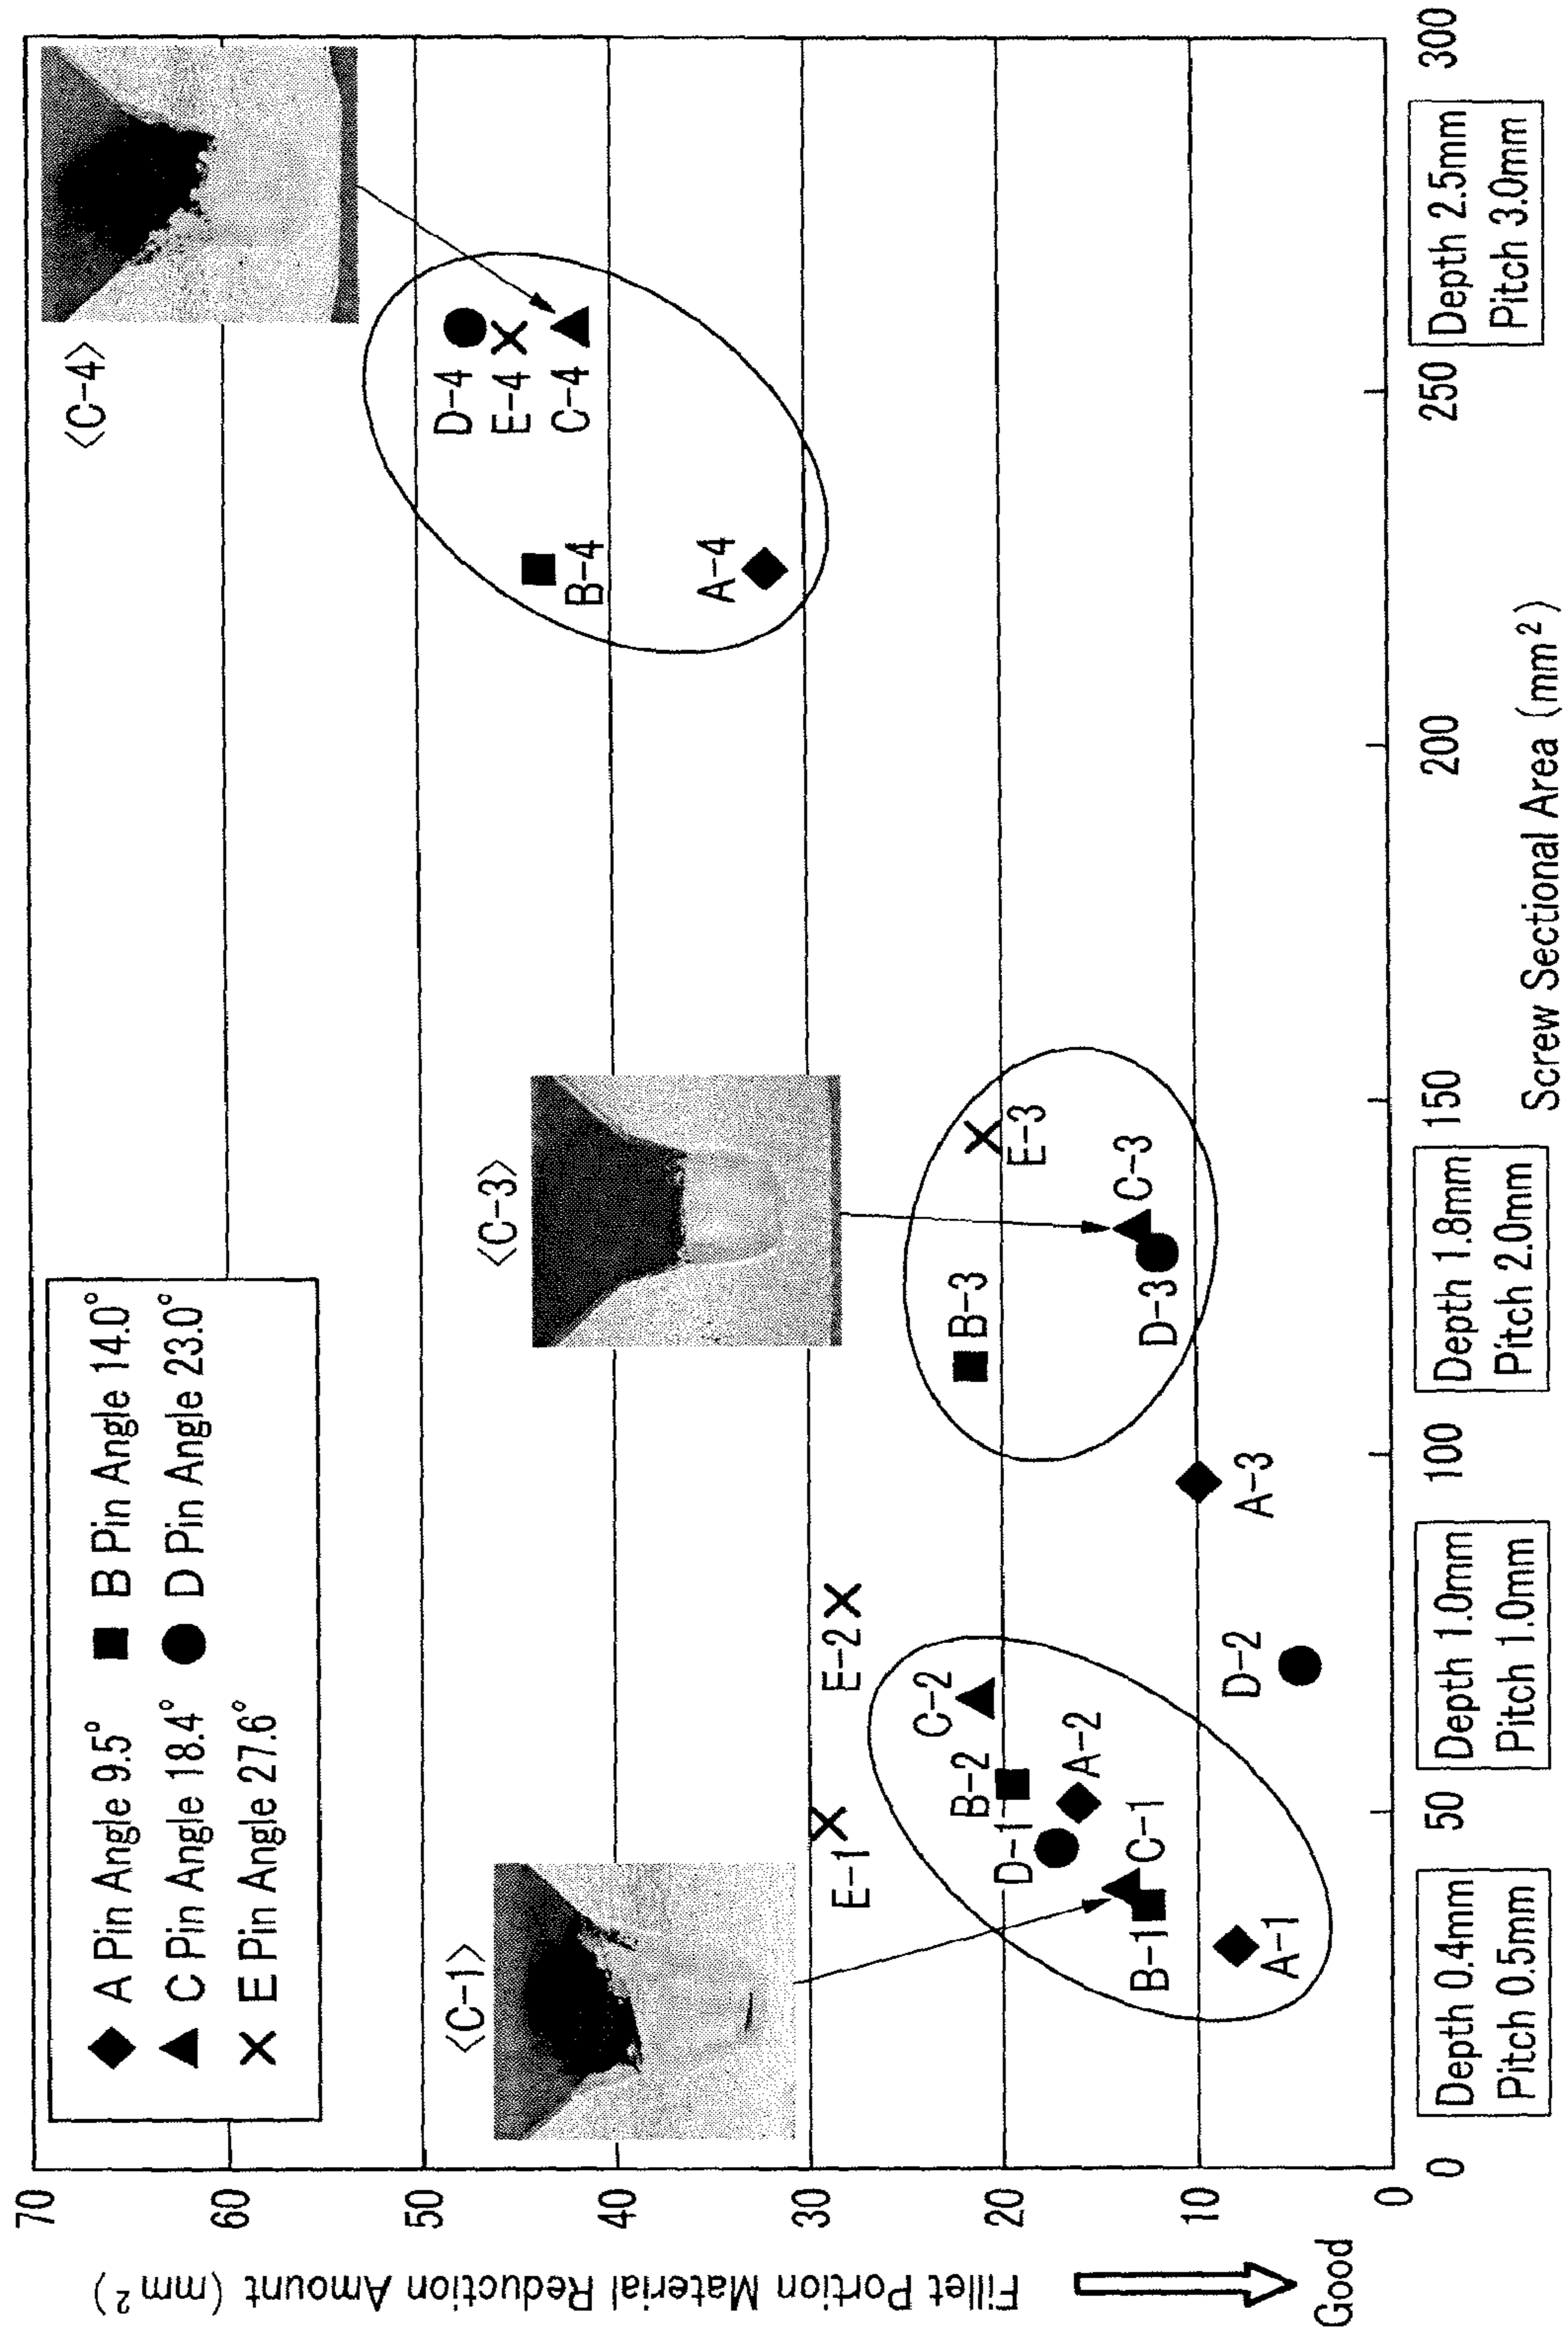 Fillet Portion Material Reduction Amount (mm²)
Good
70
60
50
40
30
20
10
0
◆ A Pin Angle 9.5° ■ B Pin Angle 14.0°
▲ C Pin Angle 18.4° ● D Pin Angle 23.0°
× E Pin Angle 27.6°
<C-4>
<C-3>
<C-1>
D-4
E-4
C-4
B-4
A-4
E-3
C-3
B-3
D-3
A-3
E-2
D-2
C-2
B-2
A-2
E-1
D-1
C-1
B-1
A-1
0
50
100
150
200
250
300
Screw Sectional Area (mm²)
Depth 0.4mm
Pitch 0.5mm
Depth 1.0mm
Pitch 1.0mm
Depth 1.8mm
Pitch 2.0mm
Depth 2.5mm
Pitch 3.0mm